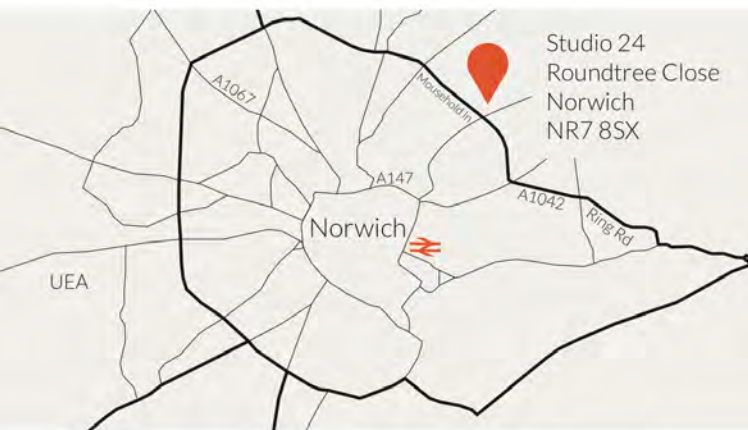 Studio 24
Roundtree Close
Norwich
NR7 8SX
A1067
Mousehold ln
A147
A1042
Ring Rd
Norwich
UEA